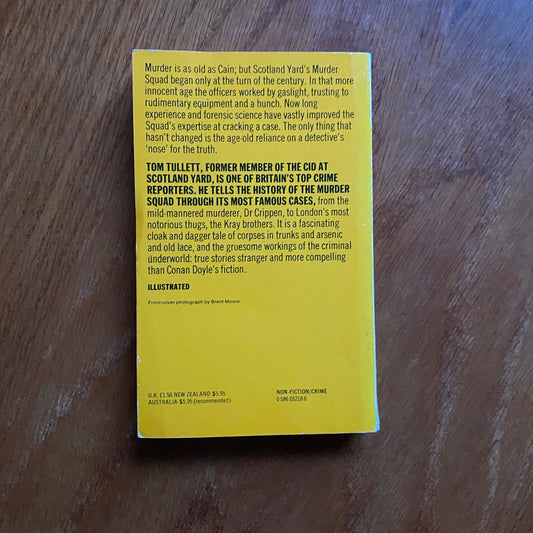 Murder is as old as Cain; but Scotland Yard's Murder
Squad began only at the turn of the century. In that more
innocent age the officers worked by gaslight, trusting to
rudimentary equipment and a hunch. Now long
experience and forensic science have vastly improved the
Squad's expertise at cracking a case. The only thing that
hasn't changed is the age-old reliance on a detective's
'nose' for the truth.
TOM TULLETT, FORMER MEMBER OF THE CID AT
SCOTLAND YARD, IS ONE OF BRITAIN'S TOP CRIME
REPORTERS. HE TELLS THE HISTORY OF THE MURDER
SQUAD THROUGH ITS MOST FAMOUS CASES, from the
mild-mannered murderer, Dr Crippen, to London's most
notorious thugs, the Kray brothers. It is a fascinating
cloak and dagger tale of corpses in trunks and arsenic
and old lace, and the gruesome workings of the criminal
underworld: true stories stranger and more compelling
than Conan Doyle's fiction.
ILLUSTRATED
Front cover photograph by Brent Moore
U.K. £1.50 NEW ZEALAND $5.95
AUSTRALIA $5.95 (recommended)
NON-FICTION/CRIME
0 586 05218 6